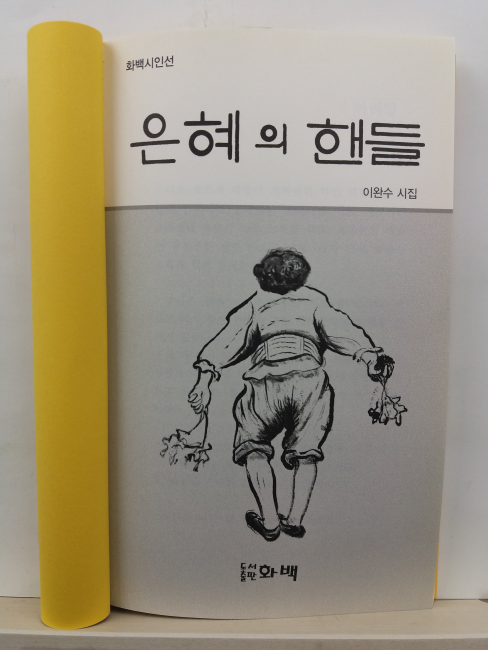 화백시인선
은혜의 핸들
이완수 시집
도서출판 화백